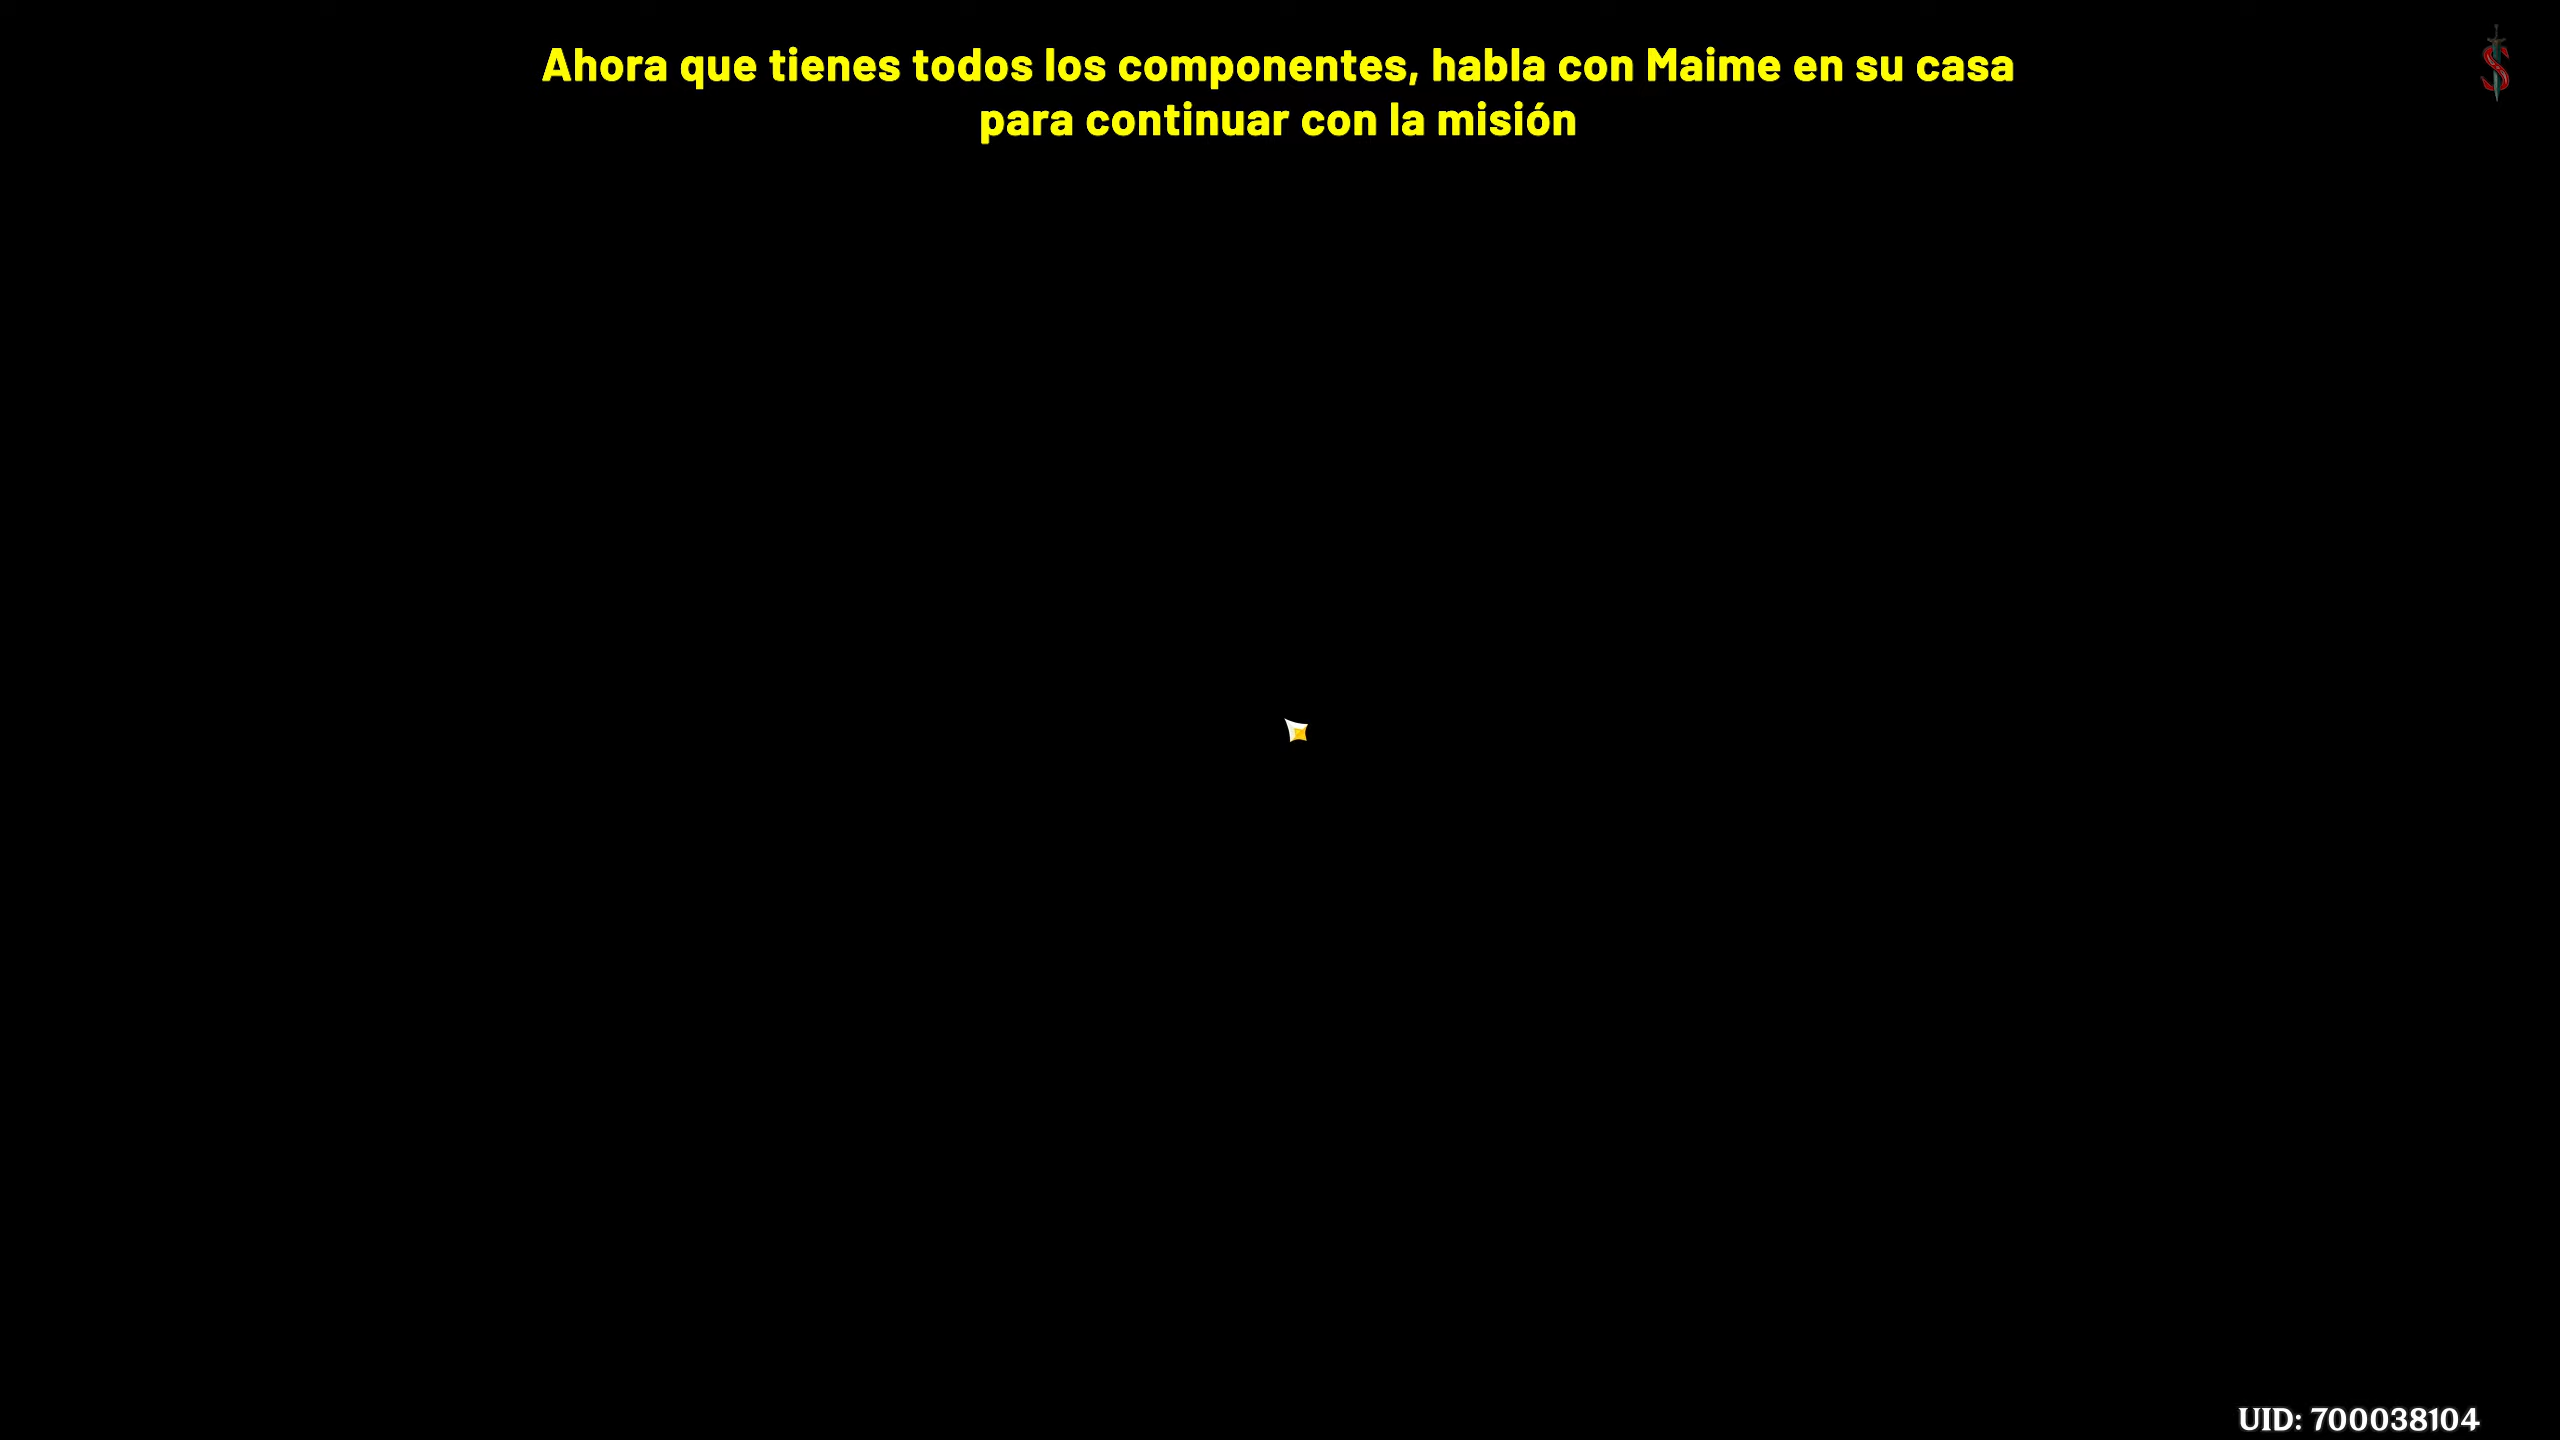 Ahora que tienes todos los componentes, habla con Maime en su casa
para continuar con la misión
UID: 700038104